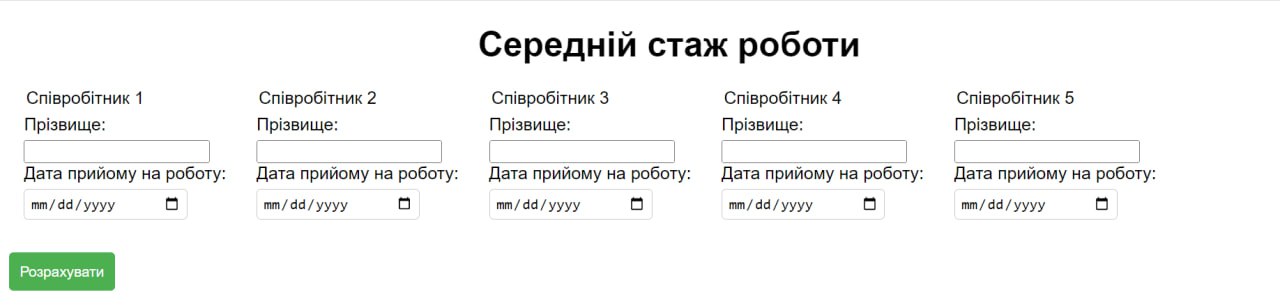 Середній стаж роботи
Співробітник 1 Співробітник 2 Співробітник 3 Співробітник 4 Співробітник 5
Прізвище: Прізвище: Прізвище: Прізвище: Прізвище:
Дата прийому на роботу: Дата прийому на роботу: Дата прийому на роботу: Дата прийому на роботу: Дата прийому на роботу:
mm/dd/yyyy mm/dd/yyyy mm/dd/yyyy mm/dd/yyyy mm/dd/yyyy
Розрахувати